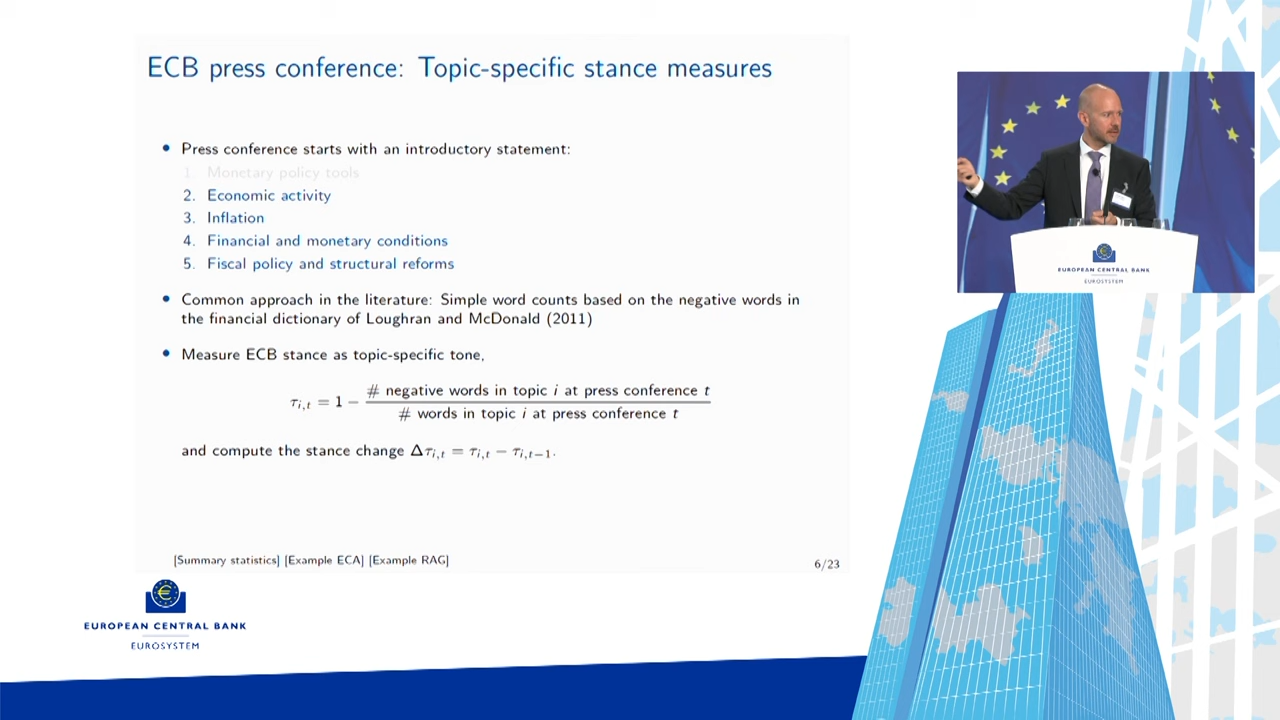 ECB press conference: Topic-specific stance measures
• Press conference starts with an introductory statement:
1. Monetary policy tools
2. Economic activity
3. Inflation
4. Financial and monetary conditions
5. Fiscal policy and structural reforms
• Common approach in the literature: Simple word counts based on the negative words in
the financial dictionary of Loughran and McDonald (2011)
• Measure ECB stance as topic-specific tone,
τi,t = 1 − # negative words in topic i at press conference t
# words in topic i at press conference t
and compute the stance change Δτi,t = τi,t − τi,t−1.
[Summary statistics] [Example ECA] [Example RAG]
6/23
EUROPEAN CENTRAL BANK
EUROSYSTEM
EUROPEAN CENTRAL BANK
EUROSYSTEM